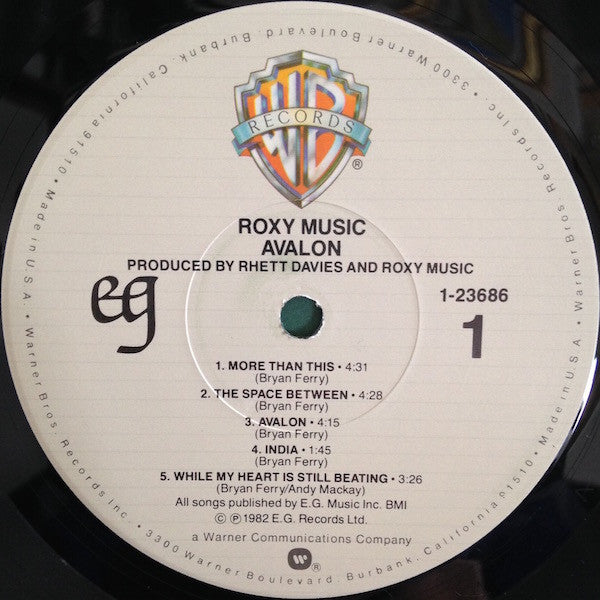 3300 Warner Boulevard, Burbank, California 91510 • Made in U.S.A. • Warner Bros. Records Inc. • 3300 Warner Boulevard, Burbank, California 91510 • Made in U.S.A. • Warner Bros. Records Inc. •
WB
RECORDS
®
ROXY MUSIC
AVALON
PRODUCED BY RHETT DAVIES AND ROXY MUSIC
eg
1-23686
1
1. MORE THAN THIS • 4:31
(Bryan Ferry)
2. THE SPACE BETWEEN • 4:28
(Bryan Ferry)
3. AVALON • 4:15
(Bryan Ferry)
4. INDIA • 1:45
(Bryan Ferry)
5. WHILE MY HEART IS STILL BEATING • 3:26
(Bryan Ferry/Andy Mackay)
All songs published by E.G. Music Inc. BMI
© ℗ 1982 E.G. Records Ltd.
a Warner Communications Company
W ®